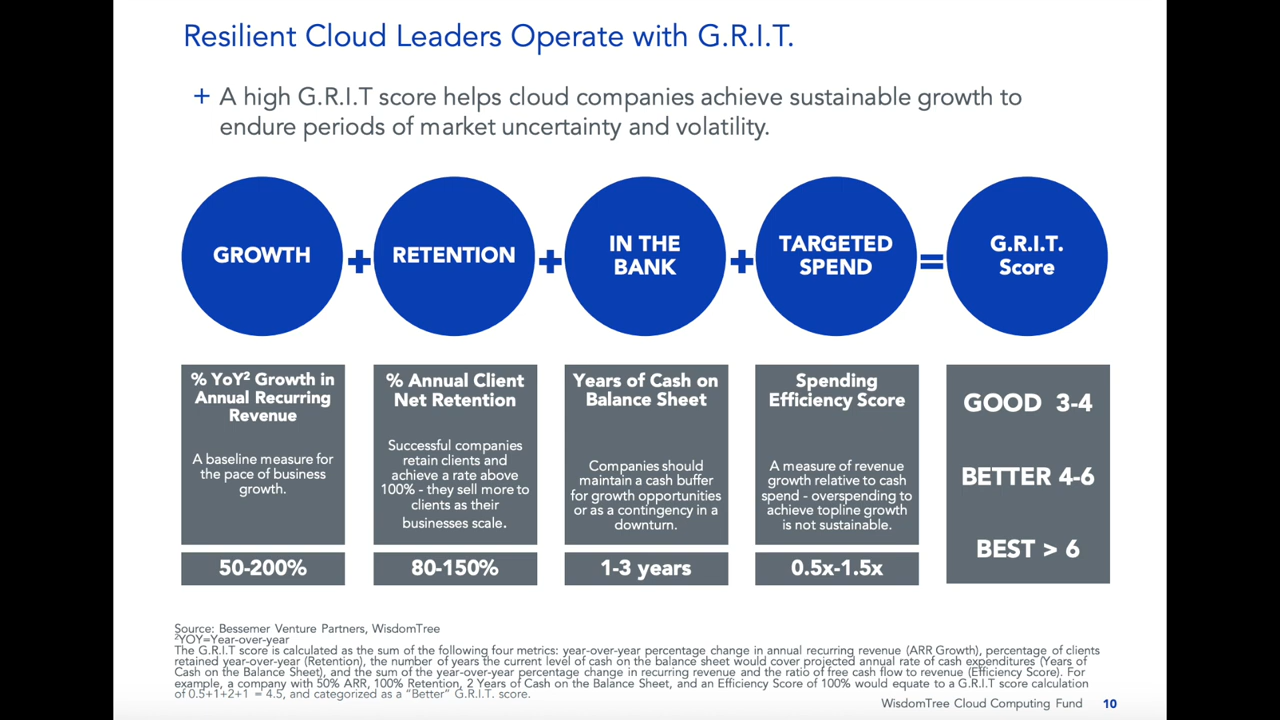 Resilient Cloud Leaders Operate with G.R.I.T.
+ A high G.R.I.T score helps cloud companies achieve sustainable growth to
endure periods of market uncertainty and volatility.
GROWTH
+
RETENTION
+
IN THE
BANK
+
TARGETED
SPEND
=
G.R.I.T.
Score
% YoY² Growth in
Annual Recurring
Revenue
A baseline measure for
the pace of business
growth.
50-200%
% Annual Client
Net Retention
Successful companies
retain clients and
achieve a rate above
100% - they sell more to
clients as their
businesses scale.
80-150%
Years of Cash on
Balance Sheet
Companies should
maintain a cash buffer
for growth opportunities
or as a contingency in a
downturn.
1-3 years
Spending
Efficiency Score
A measure of revenue
growth relative to cash
spend - overspending to
achieve topline growth
is not sustainable.
0.5x-1.5x
GOOD 3-4
BETTER 4-6
BEST > 6
Source: Bessemer Venture Partners, WisdomTree
²YOY=Year-over-year
The G.R.I.T score is calculated as the sum of the following four metrics: year-over-year percentage change in annual recurring revenue (ARR Growth), percentage of clients
retained year-over-year (Retention), the number of years the current level of cash on the balance sheet would cover projected annual rate of cash expenditures (Years of
Cash on the Balance Sheet), and the sum of the year-over-year percentage change in recurring revenue and the ratio of free cash flow to revenue (Efficiency Score). For
example, a company with 50% ARR, 100% Retention, 2 Years of Cash on the Balance Sheet, and an Efficiency Score of 100% would equate to a G.R.I.T score calculation
of 0.5+1+2+1 = 4.5, and categorized as a "Better" G.R.I.T. score.
WisdomTree Cloud Computing Fund 10